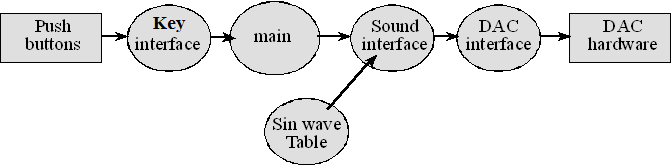 Push
buttons
Key
interface
main
Sound
interface
DAC
interface
DAC
hardware
Sin wave
Table